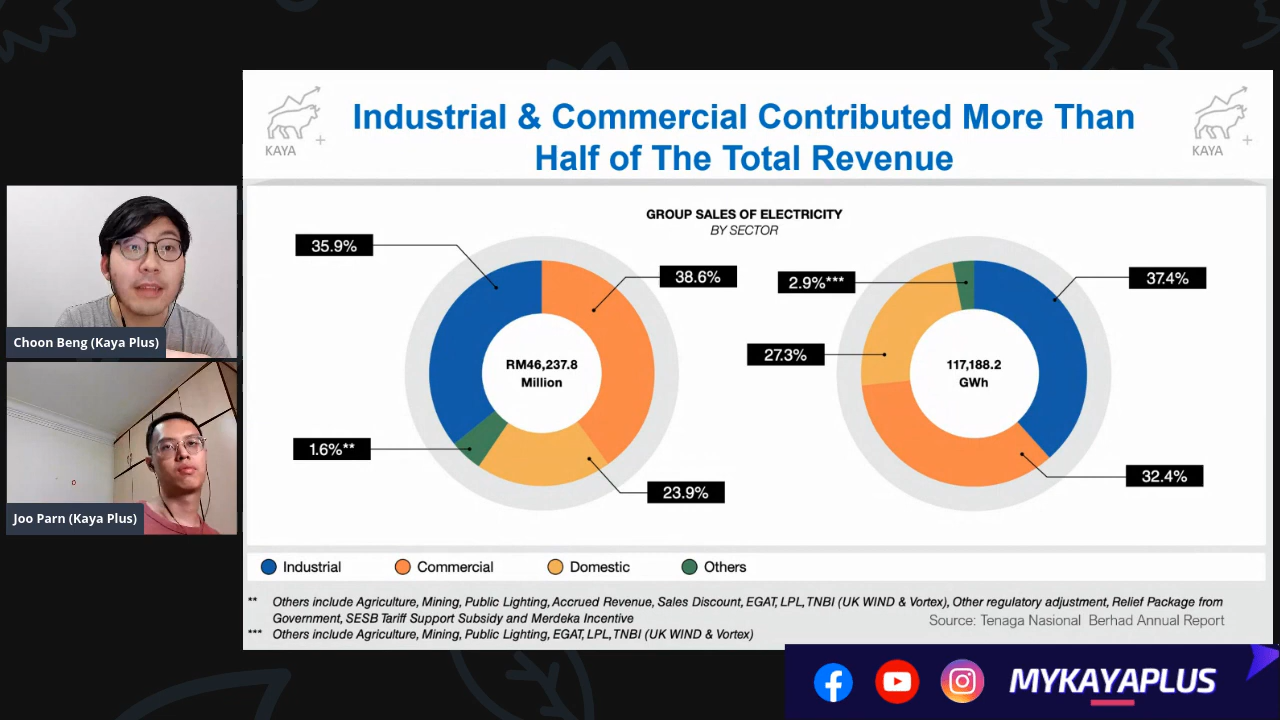 Industrial & Commercial Contributed More Than
Half of The Total Revenue
KAYA
+
KAYA
+
GROUP SALES OF ELECTRICITY
BY SECTOR
35.9%
38.6%
RM46,237.8
Million
1.6%**
23.9%
2.9%***
37.4%
27.3%
117,188.2
GWh
32.4%
Industrial
Commercial
Domestic
Others
** Others include Agriculture, Mining, Public Lighting, Accrued Revenue, Sales Discount, EGAT, LPL, TNBI (UK WIND & Vortex), Other regulatory adjustment, Relief Package from
Government, SESB Tariff Support Subsidy and Merdeka Incentive
*** Others include Agriculture, Mining, Public Lighting, EGAT, LPL, TNBI (UK WIND & Vortex)
Source: Tenaga Nasional Berhad Annual Report
Choon Beng (Kaya Plus)
Joo Parn (Kaya Plus)
MYKAYAPLUS